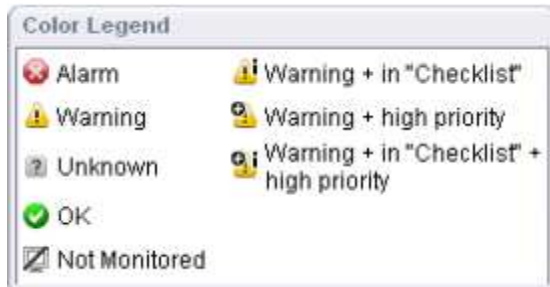 Color Legend
Alarm
Warning
Unknown
OK
Not Monitored
Warning + in "Checklist"
Warning + high priority
Warning + in "Checklist" +
high priority